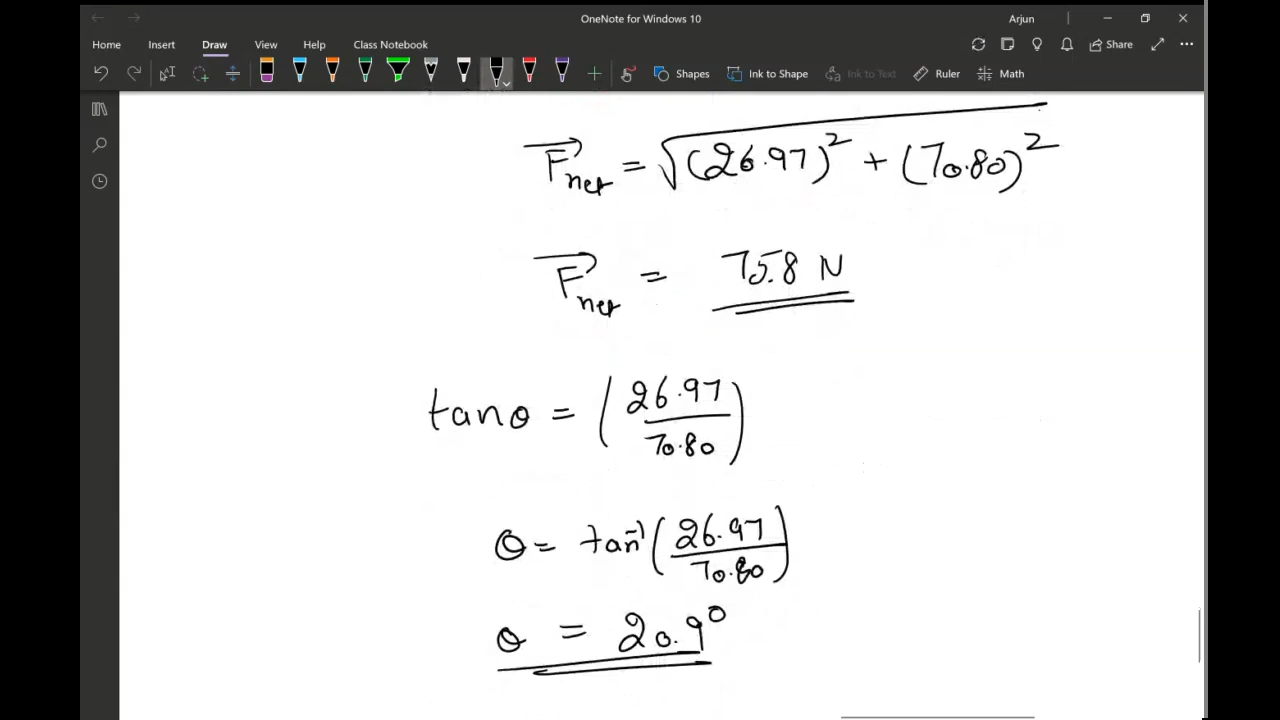 OneNote for Windows 10
Arjun
Home Insert Draw View Help Class Notebook
Share
Shapes Ink to Shape Ink to Text Ruler Math
F⃗net = √(26.97)² + (70.80)²
F⃗net = 75.8 N
tanθ = (26.97/70.80)
θ = tan⁻¹(26.97/70.80)
θ = 20.9⁰